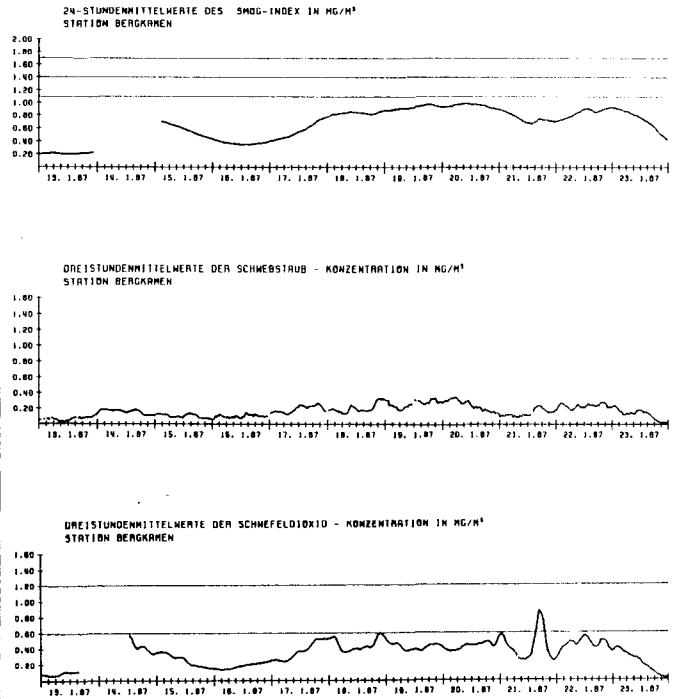 24-STUNDENMITTELWERTE DES SMOG-INDEX IN MG/M³
STATION BERGKAMEN
2.00
1.80
1.60
1.40
1.20
1.00
0.80
0.60
0.40
0.20
13. 1.87 14. 1.87 15. 1.87 16. 1.87 17. 1.87 18. 1.87 19. 1.87 20. 1.87 21. 1.87 22. 1.87 23. 1.87
DREISTUNDENMITTELWERTE DER SCHWEBSTAUB - KONZENTRATION IN MG/M³
STATION BERGKAMEN
1.60
1.40
1.20
1.00
0.80
0.60
0.40
0.20
13. 1.87 14. 1.87 15. 1.87 16. 1.87 17. 1.87 18. 1.87 19. 1.87 20. 1.87 21. 1.87 22. 1.87 23. 1.87
DREISTUNDENMITTELWERTE DER SCHWEFELDIOXID - KONZENTRATION IN MG/M³
STATION BERGKAMEN
1.60
1.40
1.20
1.00
0.80
0.60
0.40
0.20
13. 1.87 14. 1.87 15. 1.87 16. 1.87 17. 1.87 18. 1.87 19. 1.87 20. 1.87 21. 1.87 22. 1.87 23. 1.87